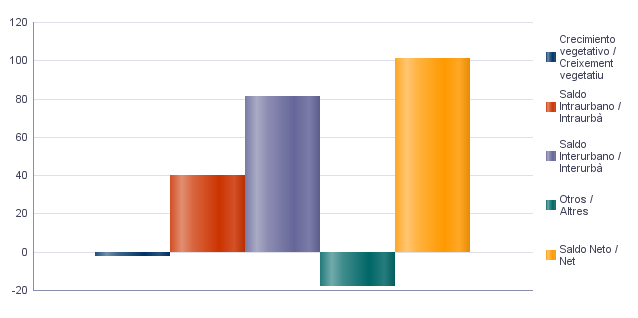 120
100
80
60
40
20
0
-20
Crecimiento
vegetativo /
Creixement
vegetatiu
Saldo
Intraurbano /
Intraurbà
Saldo
Interurbano /
Interurbà
Otros /
Altres
Saldo Neto /
Net